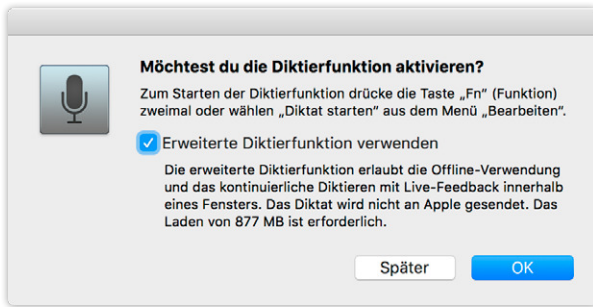 Möchtest du die Diktierfunktion aktivieren?
Zum Starten der Diktierfunktion drücke die Taste „Fn“ (Funktion)
zweimal oder wählen „Diktat starten“ aus dem Menü „Bearbeiten“.
Erweiterte Diktierfunktion verwenden
Die erweiterte Diktierfunktion erlaubt die Offline-Verwendung
und das kontinuierliche Diktieren mit Live-Feedback innerhalb
eines Fensters. Das Diktat wird nicht an Apple gesendet. Das
Laden von 877 MB ist erforderlich.
Später
OK